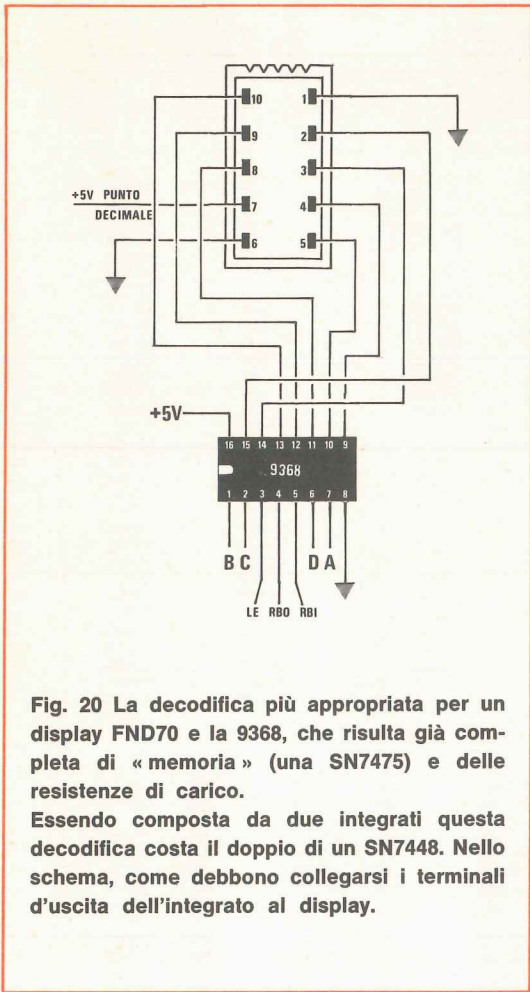 10 1
9 2
8 3
+5V PUNTO
DECIMALE
7 4
6 5
+5V
16 15 14 13 12 11 10 9
9368
1 2 3 4 5 6 7 8
B C D A
LE RBO RBI
Fig. 20 La decodifica più appropriata per un
display FND70 e la 9368, che risulta già com-
pleta di « memoria » (una SN7475) e delle
resistenze di carico.
Essendo composta da due integrati questa
decodifica costa il doppio di un SN7448. Nello
schema, come debbono collegarsi i terminali
d'uscita dell'integrato al display.